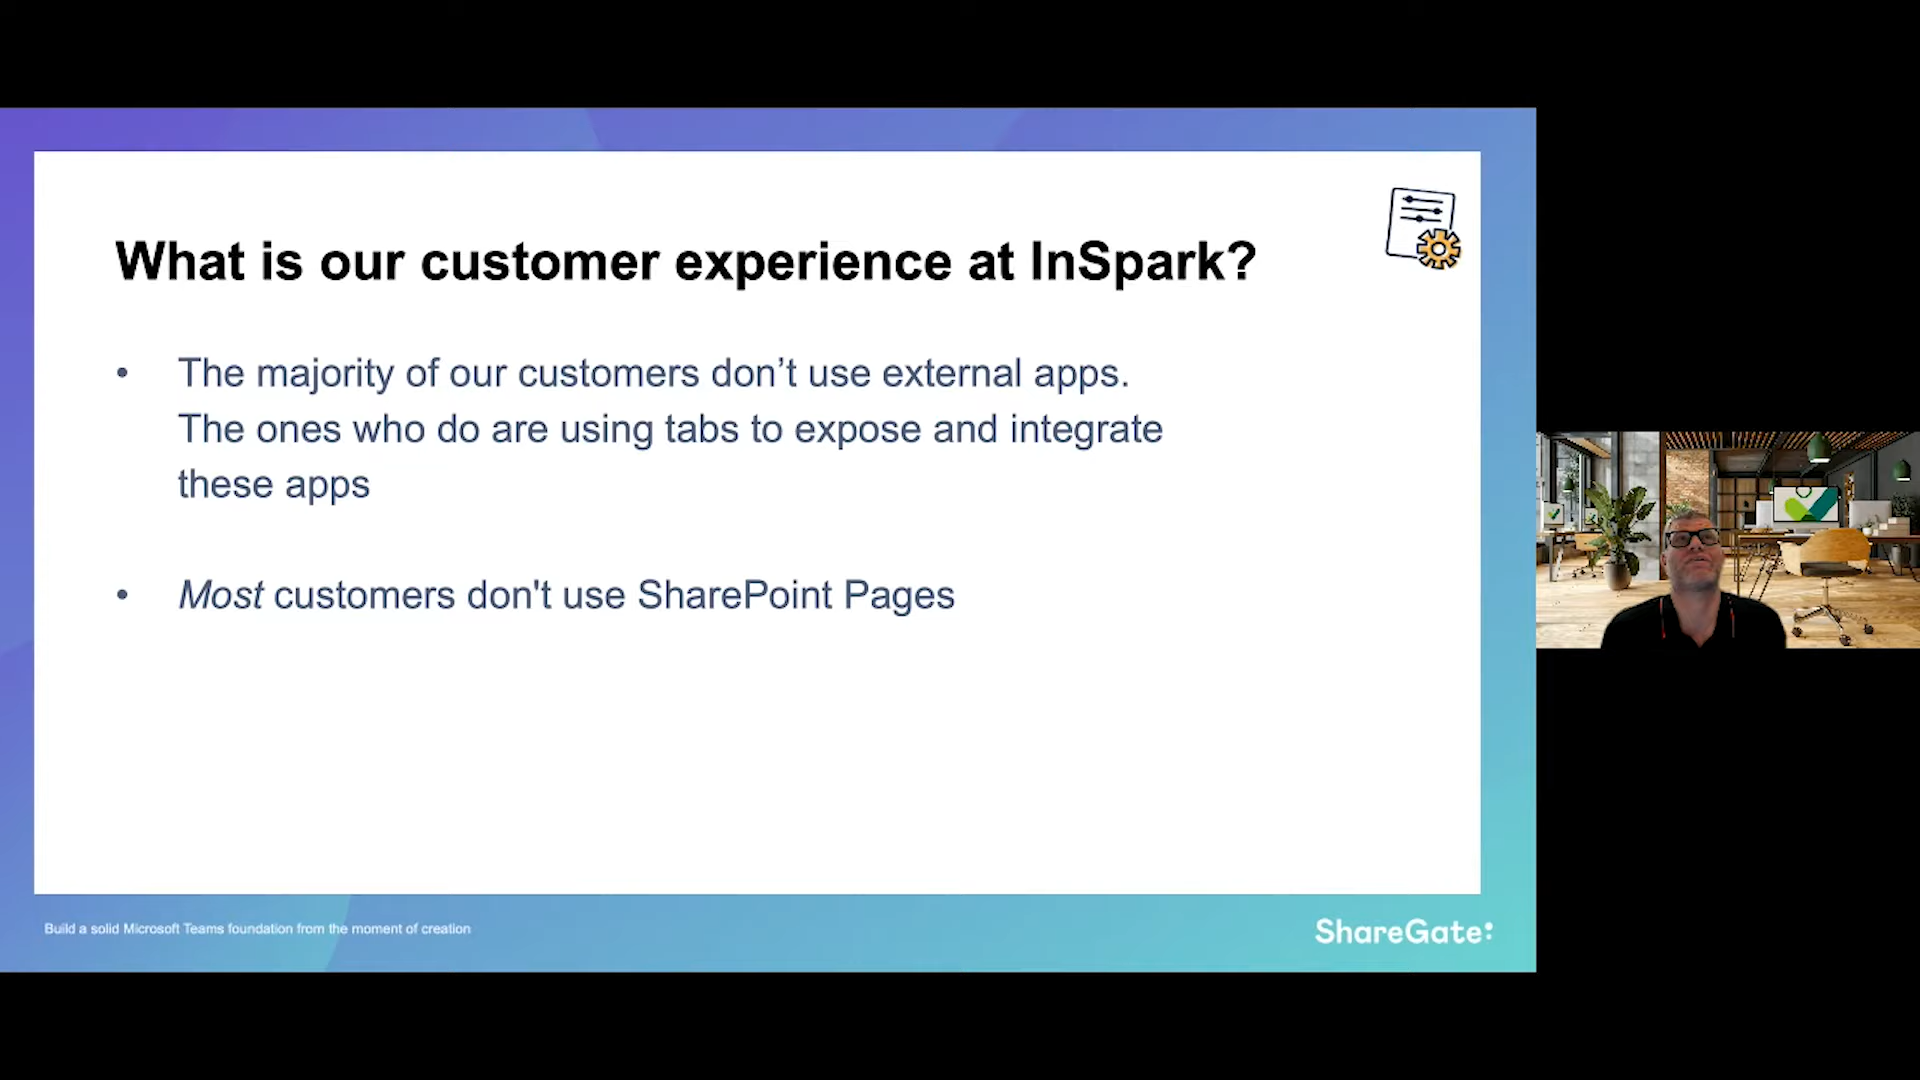 What is our customer experience at InSpark?
• The majority of our customers don’t use external apps.
The ones who do are using tabs to expose and integrate
these apps
• Most customers don't use SharePoint Pages
Build a solid Microsoft Teams foundation from the moment of creation
ShareGate: